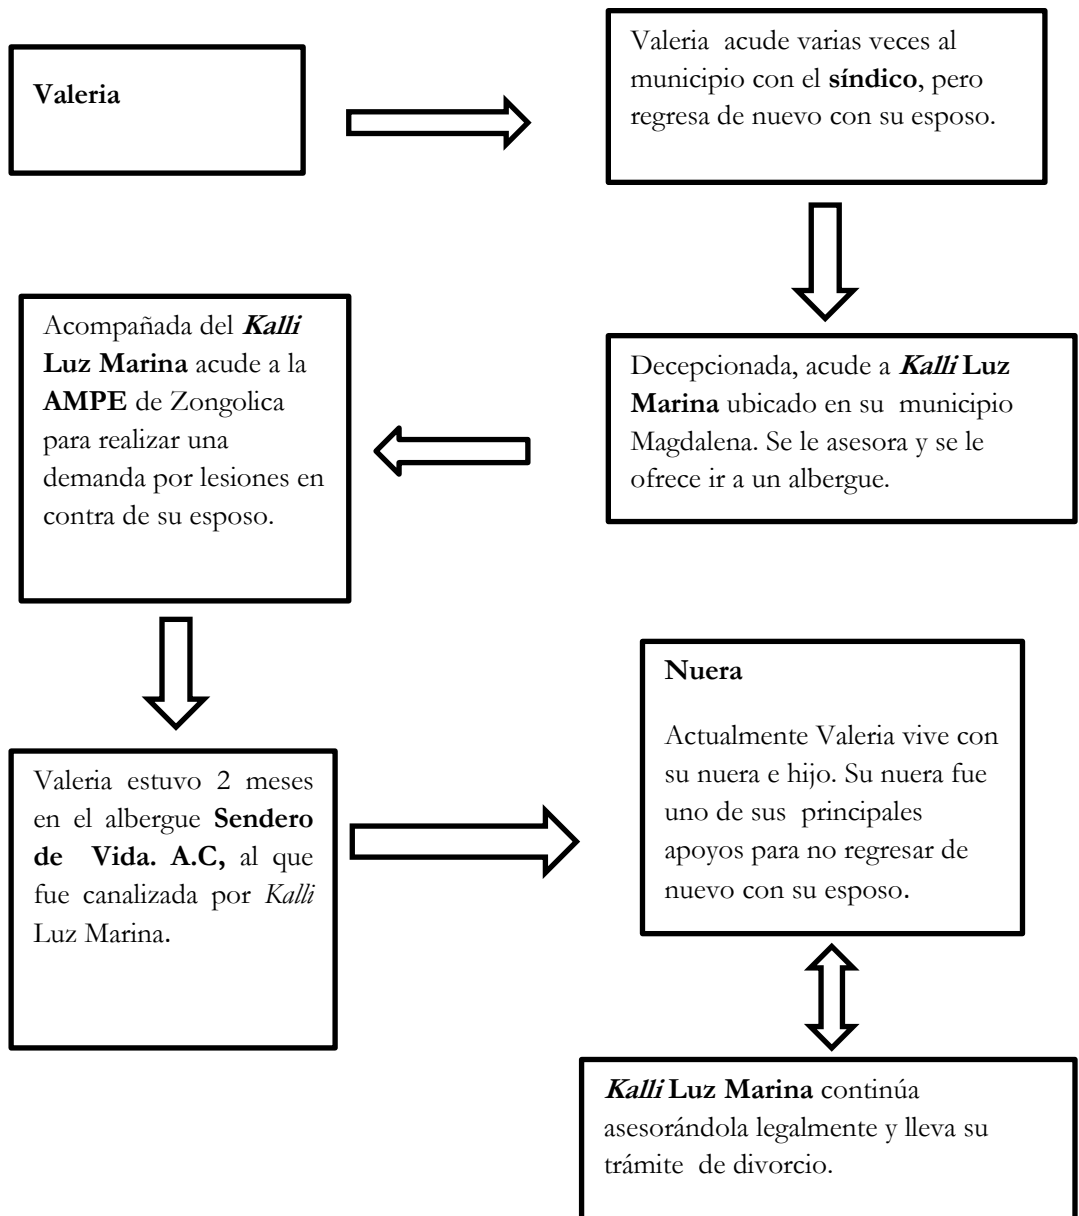 Valeria
Valeria acude varias veces al
municipio con el síndico, pero
regresa de nuevo con su esposo.
Decepcionada, acude a Kalli Luz
Marina ubicado en su municipio
Magdalena. Se le asesora y se le
ofrece ir a un albergue.
Acompañada del Kalli
Luz Marina acude a la
AMPE de Zongolica
para realizar una
demanda por lesiones en
contra de su esposo.
Valeria estuvo 2 meses
en el albergue Sendero
de Vida. A.C, al que
fue canalizada por Kalli
Luz Marina.
Nuera
Actualmente Valeria vive con
su nuera e hijo. Su nuera fue
uno de sus principales
apoyos para no regresar de
nuevo con su esposo.
Kalli Luz Marina continúa
asesorándola legalmente y lleva su
trámite de divorcio.